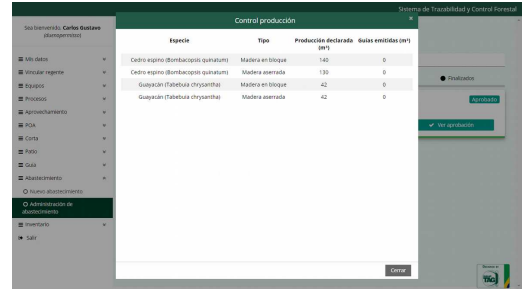 Sistema de Trazabilidad y Control Forestal
Sea bienvenido, Carlos Gustavo
Control producción
×
Especie Tipo Producción declarada (m³) Guías emitidas (m³)
Cedro espino (Bombacopsis quinatum) Madera en bloque 140 0
Cedro espino (Bombacopsis quinatum) Madera aserrada 130 0
Guayacán (Tabebuia chrysantha) Madera en bloque 42 0
Guayacán (Tabebuia chrysantha) Madera aserrada 42 0
Mis datos
Vincular regente
Equipos
Procesos
Aprovechamiento
POA
Corta
Patio
Guía
Abastecimiento
Nuevo abastecimiento
Administración de
abastecimiento
Inventario
Salir
Finalizados
Aprobado
Ver aprobación
Cerrar
TAG